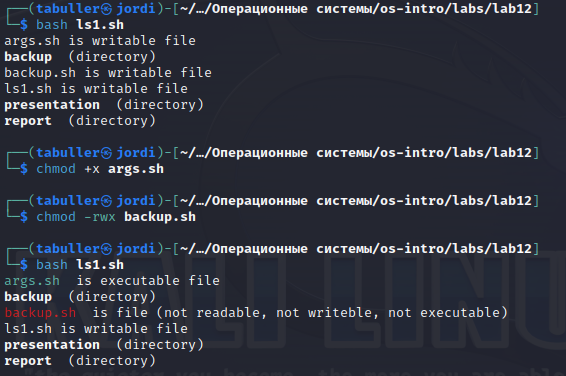 ┌──(tabuller㉿jordi)-[~/…/Операционные системы/os-intro/labs/lab12]
└─$ bash ls1.sh
args.sh is writable file
backup  (directory)
backup.sh is writable file
ls1.sh is writable file
presentation  (directory)
report  (directory)
┌──(tabuller㉿jordi)-[~/…/Операционные системы/os-intro/labs/lab12]
└─$ chmod +x args.sh
┌──(tabuller㉿jordi)-[~/…/Операционные системы/os-intro/labs/lab12]
└─$ chmod -rwx backup.sh
┌──(tabuller㉿jordi)-[~/…/Операционные системы/os-intro/labs/lab12]
└─$ bash ls1.sh
args.sh  is executable file
backup  (directory)
backup.sh  is file (not readable, not writeble, not executable)
ls1.sh is writable file
presentation  (directory)
report  (directory)